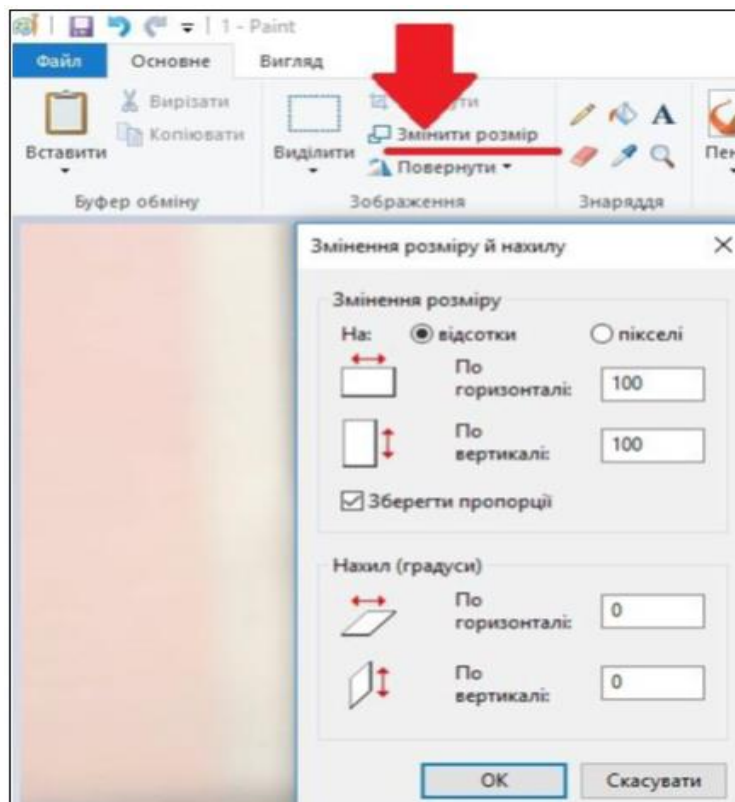 1 - Paint
Файл Основне Вигляд
Вирізати
Копіювати
Вставити
Буфер обміну
Виділити
Змінити розмір
Повернути
Зображення
A
Знаряддя
Змінення розміру й нахилу
Змінення розміру
На: відсотки пікселі
По горизонталі: 100
По вертикалі: 100
Зберегти пропорції
Нахил (градуси)
По горизонталі: 0
По вертикалі: 0
OK Скасувати